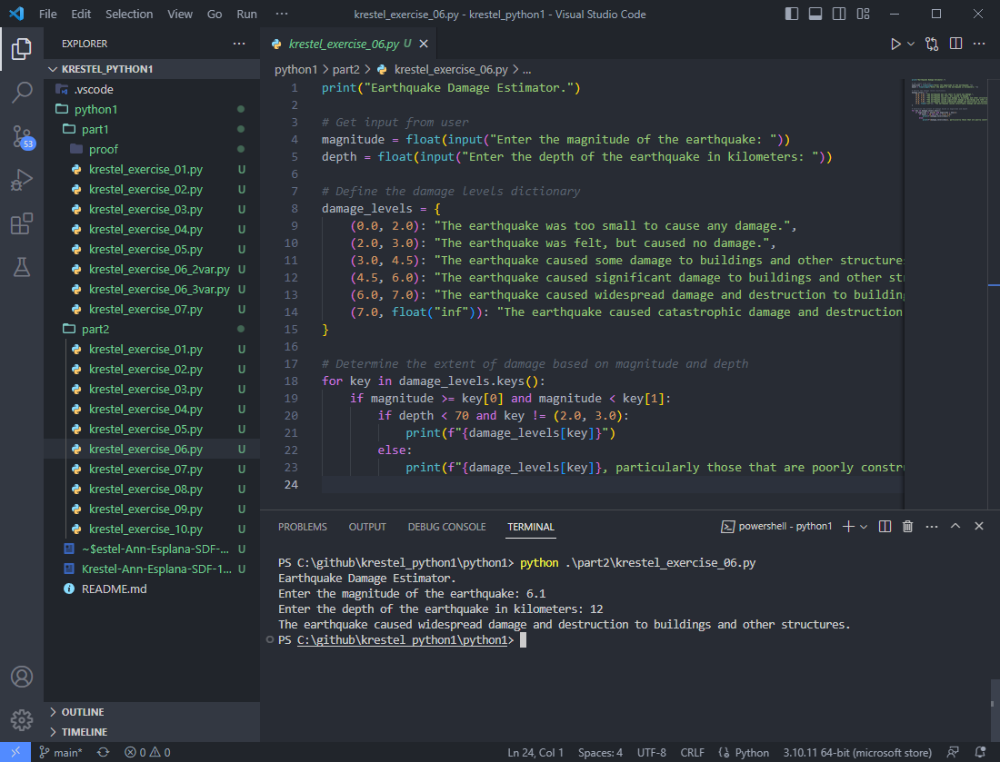 File Edit Selection View Go Run ··· krestel_exercise_06.py - krestel_python1 - Visual Studio Code
EXPLORER ···
KRESTEL_PYTHON1
.vscode
python1
part1
proof
krestel_exercise_01.py U
krestel_exercise_02.py U
krestel_exercise_03.py U
krestel_exercise_04.py U
krestel_exercise_05.py U
krestel_exercise_06_2var.py U
krestel_exercise_06_3var.py U
krestel_exercise_07.py U
part2
krestel_exercise_01.py U
krestel_exercise_02.py U
krestel_exercise_03.py U
krestel_exercise_04.py U
krestel_exercise_05.py U
krestel_exercise_06.py U
krestel_exercise_07.py U
krestel_exercise_08.py U
krestel_exercise_09.py U
krestel_exercise_10.py U
~$estel-Ann-Esplana-SDF-... U
Krestel-Ann-Esplana-SDF-1... U
README.md
OUTLINE
TIMELINE
53
krestel_exercise_06.py U
python1 > part2 > krestel_exercise_06.py > ...
1 print("Earthquake Damage Estimator.")
2
3 # Get input from user
4 magnitude = float(input("Enter the magnitude of the earthquake: "))
5 depth = float(input("Enter the depth of the earthquake in kilometers: "))
6
7 # Define the damage levels dictionary
8 damage_levels = {
9 (0.0, 2.0): "The earthquake was too small to cause any damage.",
10 (2.0, 3.0): "The earthquake was felt, but caused no damage.",
11 (3.0, 4.5): "The earthquake caused some damage to buildings and other structures
12 (4.5, 6.0): "The earthquake caused significant damage to buildings and other st
13 (6.0, 7.0): "The earthquake caused widespread damage and destruction to building
14 (7.0, float("inf")): "The earthquake caused catastrophic damage and destruction
15 }
16
17 # Determine the extent of damage based on magnitude and depth
18 for key in damage_levels.keys():
19 if magnitude >= key[0] and magnitude < key[1]:
20 if depth < 70 and key != (2.0, 3.0):
21 print(f"{damage_levels[key]}")
22 else:
23 print(f"{damage_levels[key]}, particularly those that are poorly constr
24
PROBLEMS OUTPUT DEBUG CONSOLE TERMINAL powershell - python1
PS C:\github\krestel_python1\python1> python .\part2\krestel_exercise_06.py
Earthquake Damage Estimator.
Enter the magnitude of the earthquake: 6.1
Enter the depth of the earthquake in kilometers: 12
The earthquake caused widespread damage and destruction to buildings and other structures.
PS C:\github\krestel_python1\python1>
main* 0 0 Ln 24, Col 1 Spaces: 4 UTF-8 CRLF Python 3.10.11 64-bit (microsoft store)